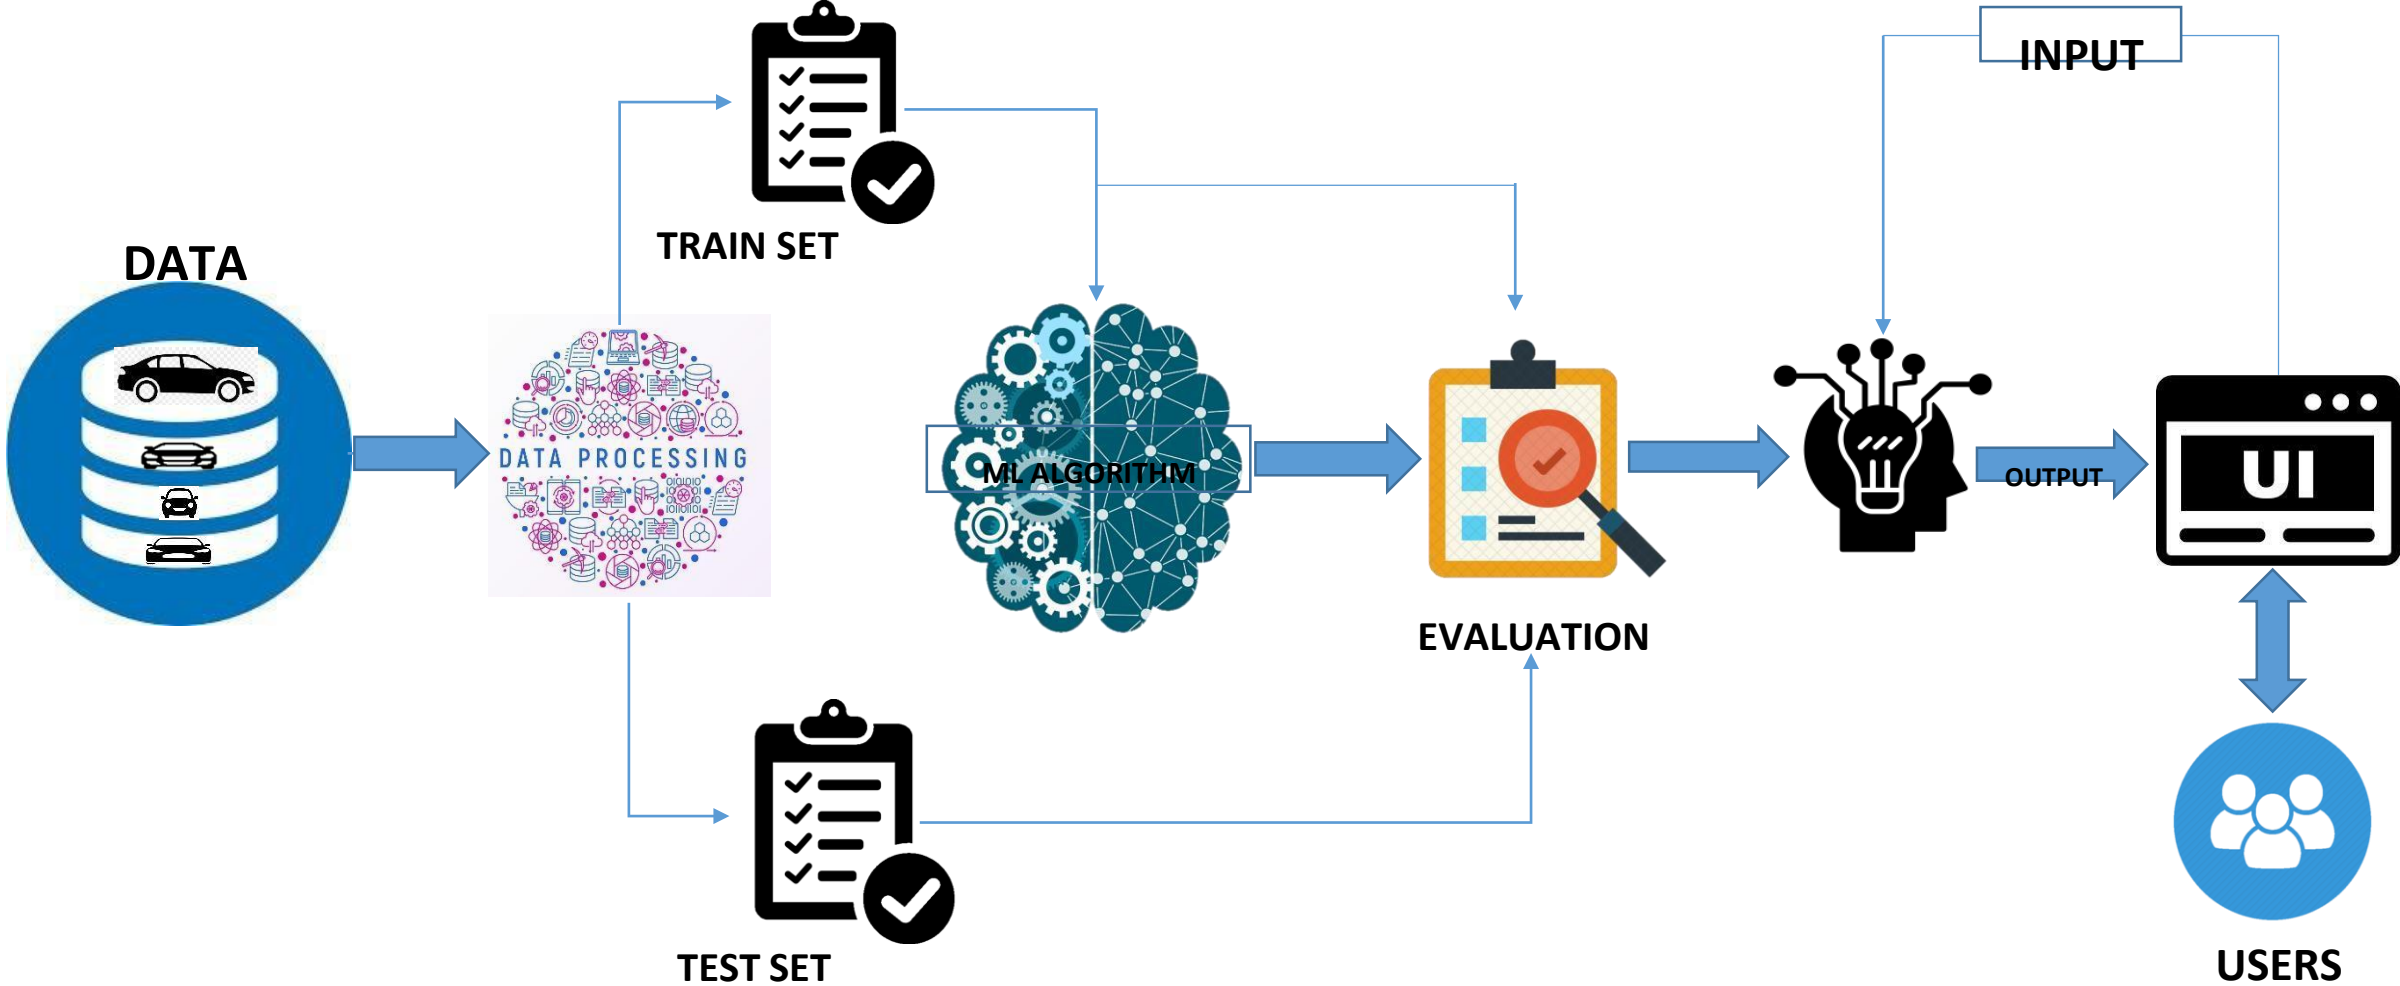 INPUT
TRAIN SET
DATA
DATA PROCESSING
ML ALGORITHM
OUTPUT
UI
EVALUATION
TEST SET
USERS